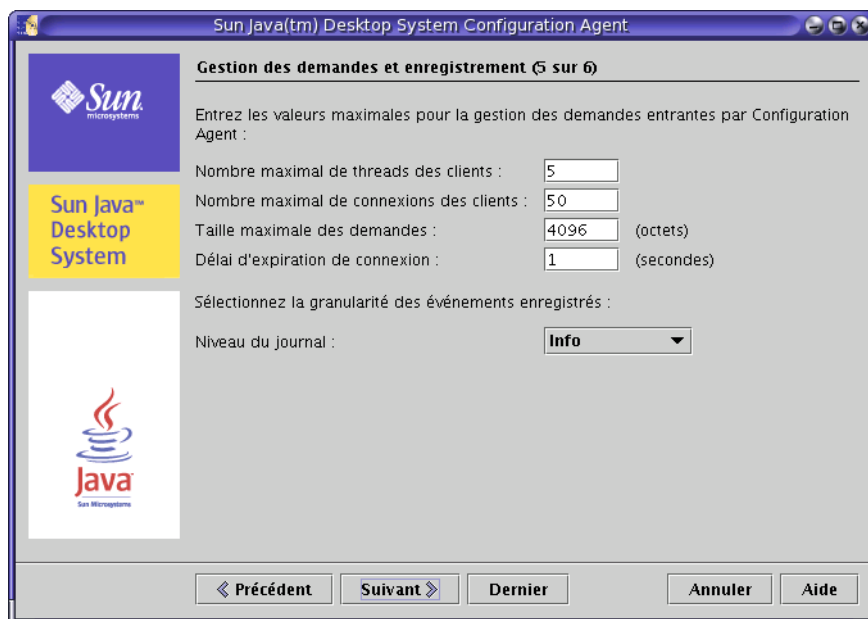 Sun Java(tm) Desktop System Configuration Agent
Sun
microsystems
Sun Java™
Desktop
System
Java
Sun Microsystems
Gestion des demandes et enregistrement (5 sur 6)
Entrez les valeurs maximales pour la gestion des demandes entrantes par Configuration
Agent :
Nombre maximal de threads des clients : 5
Nombre maximal de connexions des clients : 50
Taille maximale des demandes : 4096 (octets)
Délai d'expiration de connexion : 1 (secondes)
Sélectionnez la granularité des événements enregistrés :
Niveau du journal : Info
Précédent Suivant Dernier Annuler Aide